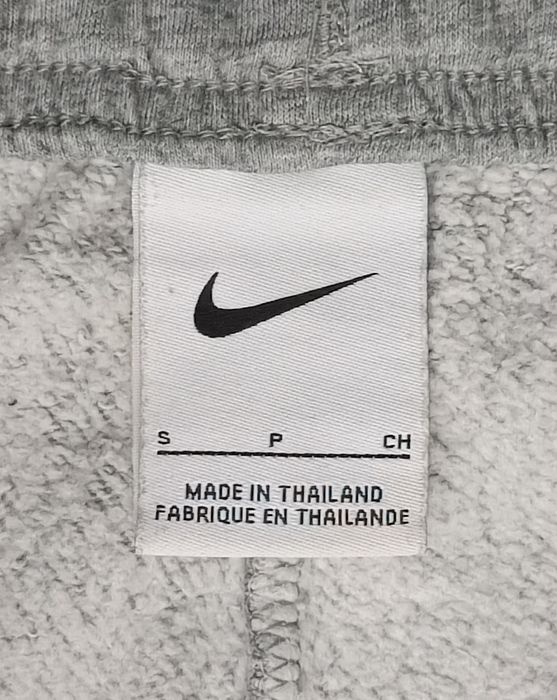 S P CH
MADE IN THAILAND
FABRIQUE EN THAILANDE